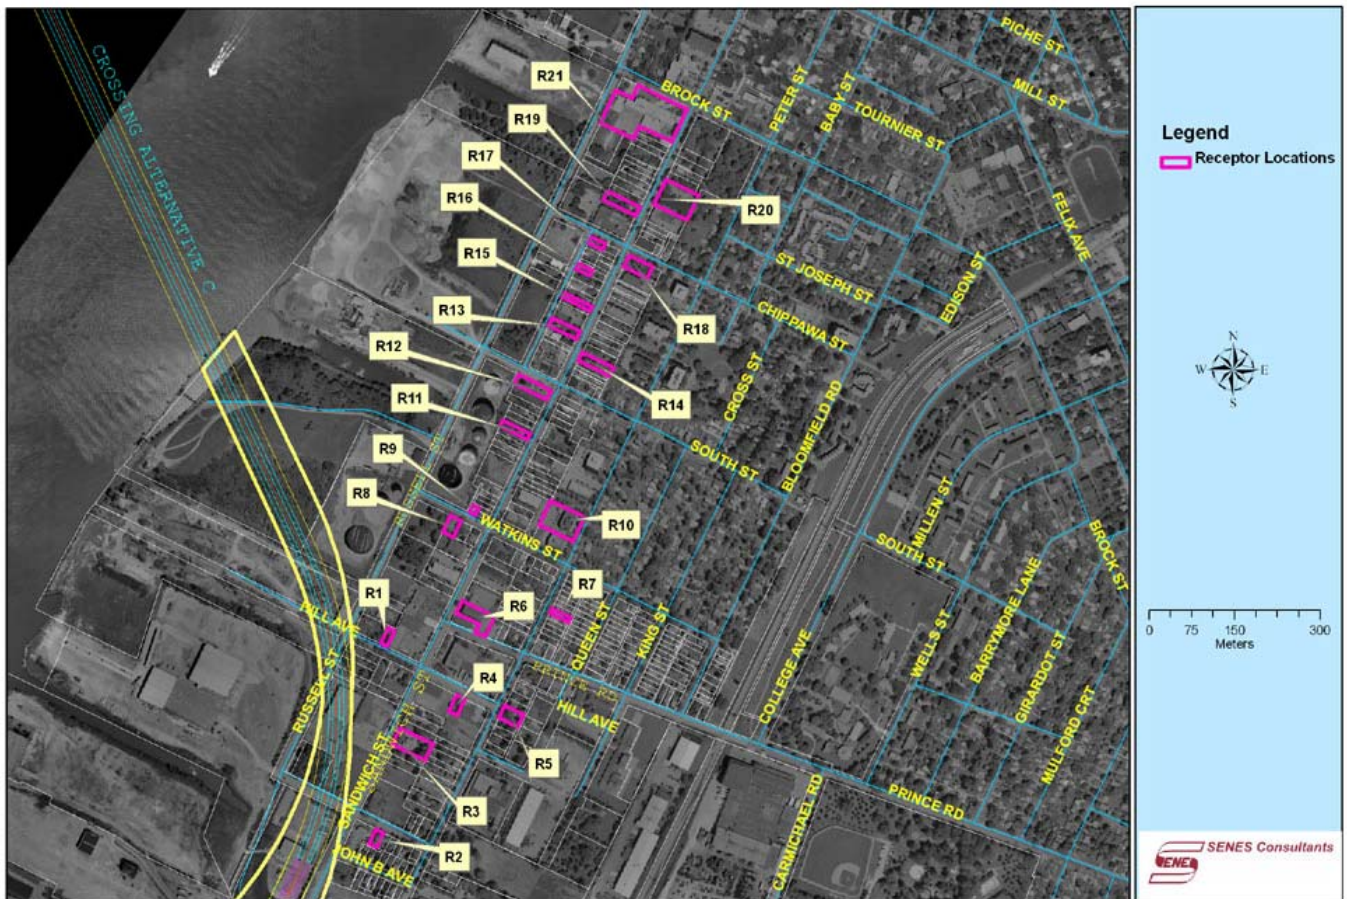 CROSSING ALTERNATIVE C
PICHE ST
MILL ST
R21
BROCK ST
PETER ST
BABY ST
TOURNIER ST
R19
R17
R16
R20
FELIX AVE
R15
ST JOSEPH ST
EDISON ST
R13
CHIPPAWA ST
R18
R12
R14
CROSS ST
R11
BLOOMFIELD RD
SOUTH ST
R9
R8
WATKINS ST
R10
MILLEN ST
BROCK ST
SOUTH ST
R1
HILL AVE
R6
R7
QUEEN ST
KING ST
WELLS ST
BARRYMORE LANE
RUSSELL ST
R4
PRINCE RD
HILL AVE
COLLEGE AVE
GIRARDOT ST
MULFORD CRT
SANDWICH ST
R5
R3
PRINCE RD
R2
JOHN B AVE
CARMICHAEL RD
Legend
Receptor Locations
N
W E
S
0 75 150 300
Meters
SENES
SENES Consultants